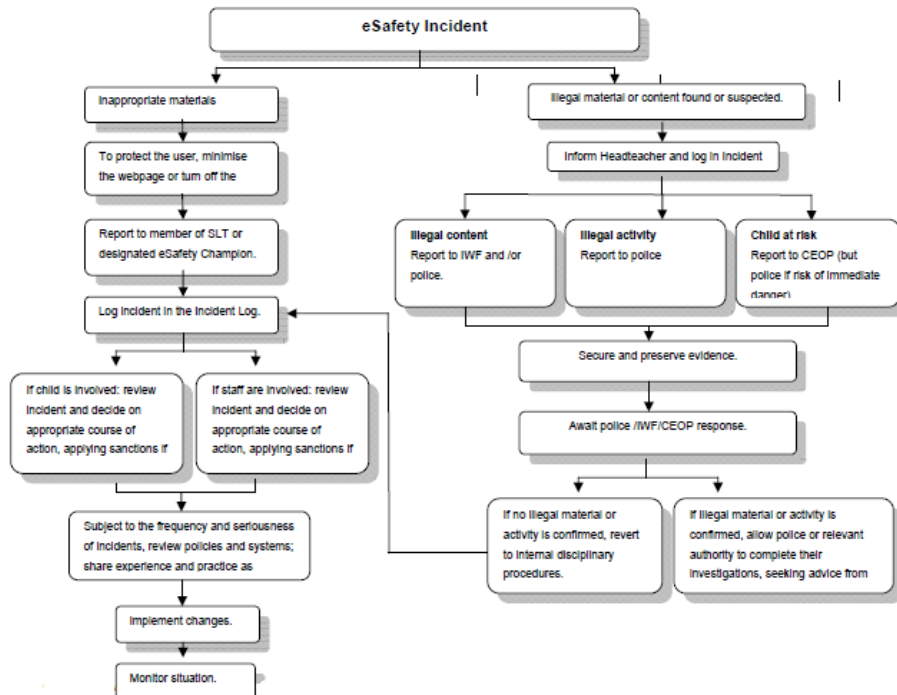 eSafety Incident
Inappropriate materials
To protect the user, minimise
the webpage or turn off the
Report to member of SLT or
designated eSafety Champion.
Log incident in the Incident Log.
If child is involved: review
incident and decide on
appropriate course of
action, applying sanctions if
If staff are involved: review
incident and decide on
appropriate course of
action, applying sanctions if
Subject to the frequency and seriousness
of incidents, review policies and systems;
share experience and practice as
Implement changes.
Monitor situation.
Illegal material or content found or suspected.
Inform Headteacher and log in Incident
Illegal content
Report to IWF and /or
police.
Illegal activity
Report to police
Child at risk
Report to CEOP (but
police if risk of immediate
danger)
Secure and preserve evidence.
Await police /IWF/CEOP response.
If no illegal material or
activity is confirmed, revert
to internal disciplinary
procedures.
If illegal material or activity is
confirmed, allow police or relevant
authority to complete their
investigations, seeking advice from